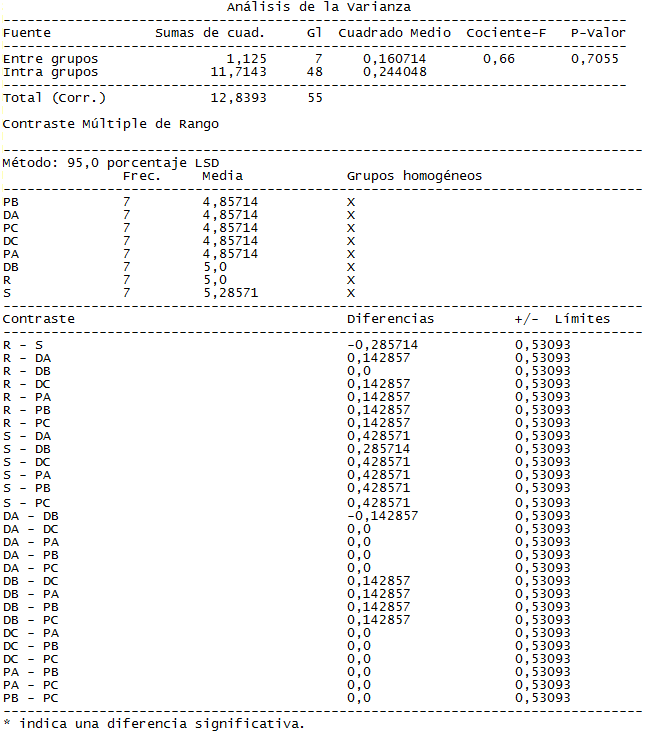 Análisis de la Varianza
Fuente Sumas de cuad. Gl Cuadrado Medio Cociente-F P-Valor
Entre grupos 1,125 7 0,160714 0,66 0,7055
Intra grupos 11,7143 48 0,244048
Total (Corr.) 12,8393 55
Contraste Múltiple de Rango
Método: 95,0 porcentaje LSD
Frec. Media Grupos homogéneos
PB 7 4,85714 X
DA 7 4,85714 X
PC 7 4,85714 X
DC 7 4,85714 X
PA 7 4,85714 X
DB 7 5,0 X
R 7 5,0 X
S 7 5,28571 X
Contraste Diferencias +/- Límites
R - S -0,285714 0,53093
R - DA 0,142857 0,53093
R - DB 0,0 0,53093
R - DC 0,142857 0,53093
R - PA 0,142857 0,53093
R - PB 0,142857 0,53093
R - PC 0,142857 0,53093
S - DA 0,428571 0,53093
S - DB 0,285714 0,53093
S - DC 0,428571 0,53093
S - PA 0,428571 0,53093
S - PB 0,428571 0,53093
S - PC 0,428571 0,53093
DA - DB -0,142857 0,53093
DA - DC 0,0 0,53093
DA - PA 0,0 0,53093
DA - PB 0,0 0,53093
DA - PC 0,0 0,53093
DB - DC 0,142857 0,53093
DB - PA 0,142857 0,53093
DB - PB 0,142857 0,53093
DB - PC 0,142857 0,53093
DC - PA 0,0 0,53093
DC - PB 0,0 0,53093
DC - PC 0,0 0,53093
PA - PB 0,0 0,53093
PA - PC 0,0 0,53093
PB - PC 0,0 0,53093
* indica una diferencia significativa.